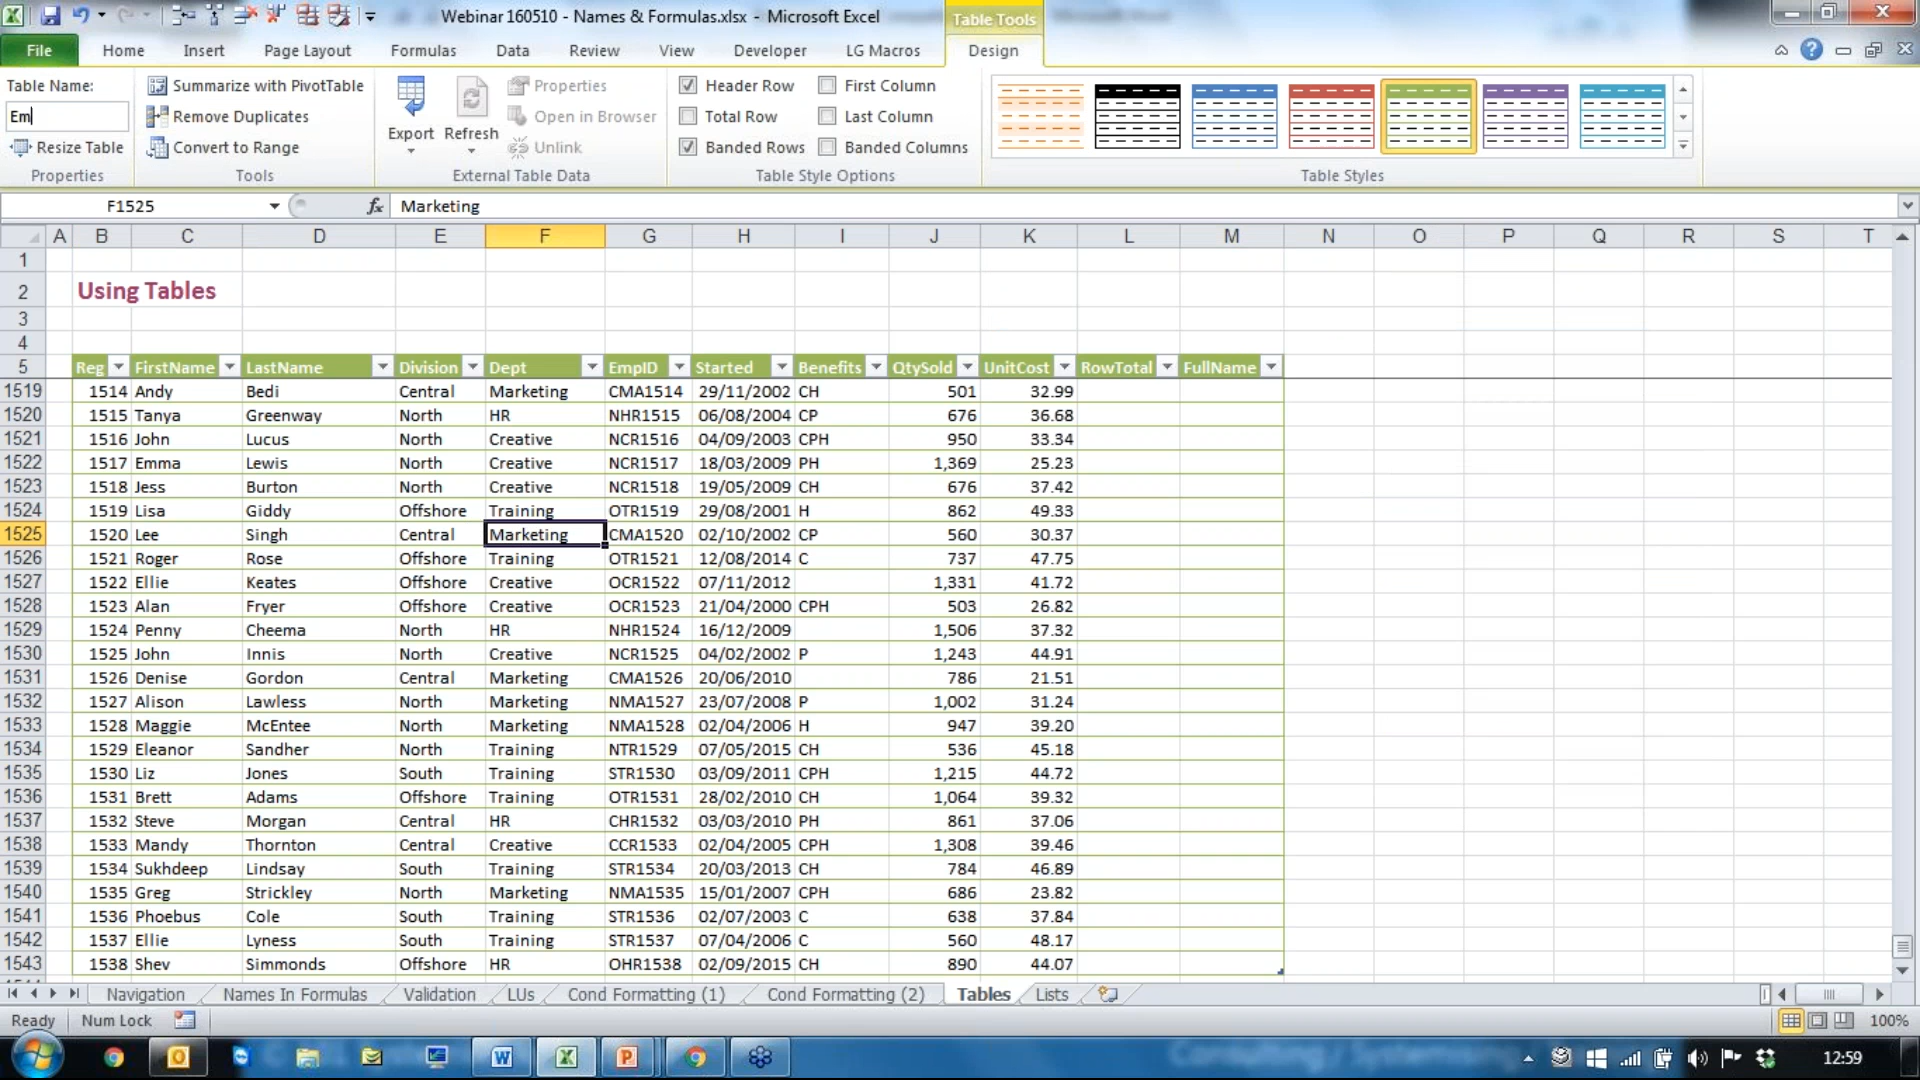 Webinar 160510 - Names & Formulas.xlsx - Microsoft Excel
Table Tools
File Home Insert Page Layout Formulas Data Review View Developer LG Macros Design
Table Name:
Em
Resize Table
Properties
Summarize with PivotTable
Remove Duplicates
Convert to Range
Tools
Export Refresh
Properties
Open in Browser
Unlink
External Table Data
Header Row First Column
Total Row Last Column
Banded Rows Banded Columns
Table Style Options
Table Styles
F1525 fx Marketing
A B C D E F G H I J K L M N O P Q R S T
1
2 Using Tables
3
4
5 Reg FirstName LastName Division Dept EmpID Started Benefits QtySold UnitCost RowTotal FullName
1519 1514 Andy Bedi Central Marketing CMA1514 29/11/2002 CH 501 32.99
1520 1515 Tanya Greenway North HR NHR1515 06/08/2004 CP 676 36.68
1521 1516 John Lucus North Creative NCR1516 04/09/2003 CPH 950 33.34
1522 1517 Emma Lewis North Creative NCR1517 18/03/2009 PH 1,369 25.23
1523 1518 Jess Burton North Creative NCR1518 19/05/2009 CH 676 37.42
1524 1519 Lisa Giddy Offshore Training OTR1519 29/08/2001 H 862 49.33
1525 1520 Lee Singh Central Marketing CMA1520 02/10/2002 CP 560 30.37
1526 1521 Roger Rose Offshore Training OTR1521 12/08/2014 C 737 47.75
1527 1522 Ellie Keates Offshore Creative OCR1522 07/11/2012 1,331 41.72
1528 1523 Alan Fryer Offshore Creative OCR1523 21/04/2000 CPH 503 26.82
1529 1524 Penny Cheema North HR NHR1524 16/12/2009 1,506 37.32
1530 1525 John Innis North Creative NCR1525 04/02/2002 P 1,243 44.91
1531 1526 Denise Gordon Central Marketing CMA1526 20/06/2010 786 21.51
1532 1527 Alison Lawless North Marketing NMA1527 23/07/2008 P 1,002 31.24
1533 1528 Maggie McEntee North Marketing NMA1528 02/04/2006 H 947 39.20
1534 1529 Eleanor Sandher North Training NTR1529 07/05/2015 CH 536 45.18
1535 1530 Liz Jones South Training STR1530 03/09/2011 CPH 1,215 44.72
1536 1531 Brett Adams Offshore Training OTR1531 28/02/2010 CH 1,064 39.32
1537 1532 Steve Morgan Central HR CHR1532 03/03/2010 PH 861 37.06
1538 1533 Mandy Thornton Central Creative CCR1533 02/04/2005 CPH 1,308 39.46
1539 1534 Sukhdeep Lindsay South Training STR1534 20/03/2013 CH 784 46.89
1540 1535 Greg Strickley North Marketing NMA1535 15/01/2007 CPH 686 23.82
1541 1536 Phoebus Cole South Training STR1536 02/07/2003 C 638 37.84
1542 1537 Ellie Lyness South Training STR1537 07/04/2006 C 560 48.17
1543 1538 Shev Simmonds Offshore HR OHR1538 02/09/2015 CH 890 44.07
Navigation Names In Formulas Validation LUs Cond Formatting (1) Cond Formatting (2) Tables Lists
Ready Num Lock 100%
12:59